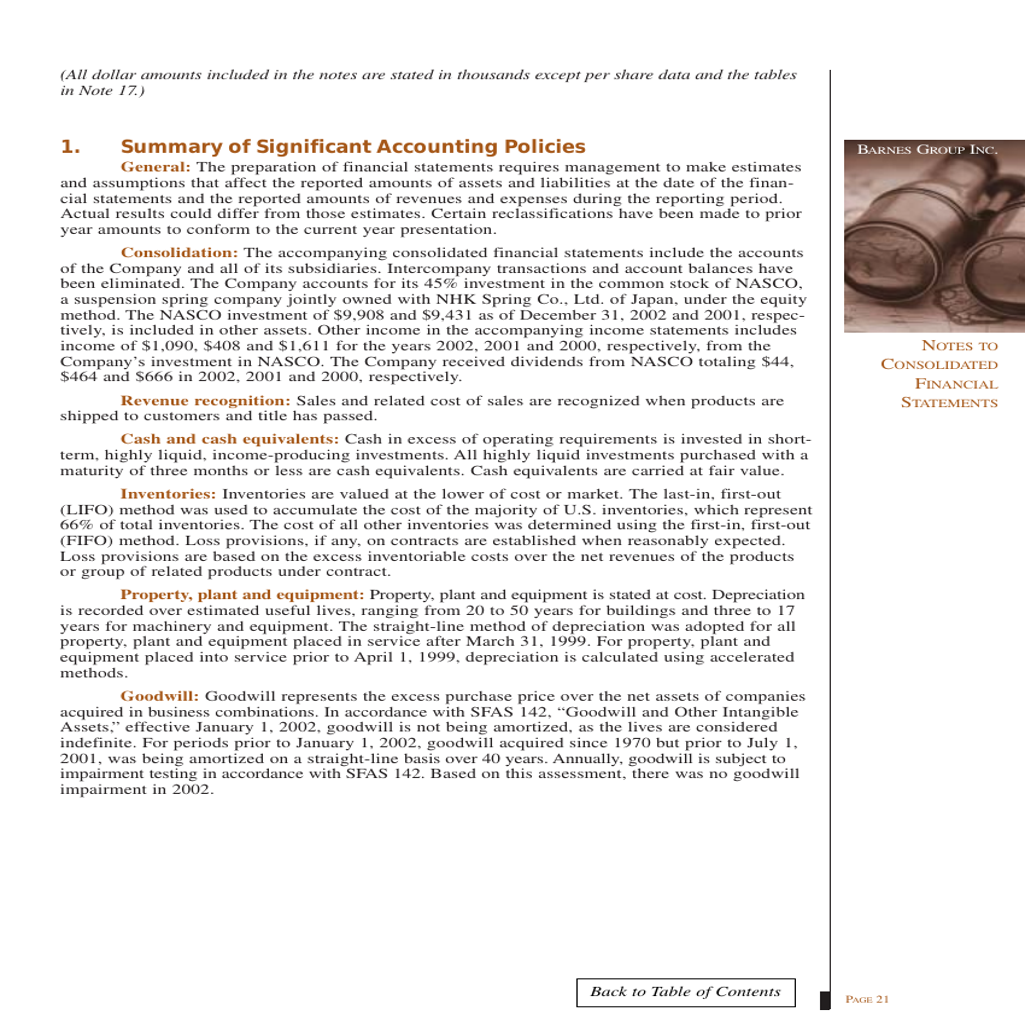 (All dollar amounts included in the notes are stated in thousands except per share data and the tables
in Note 17.)
1. Summary of Significant Accounting Policies
General: The preparation of financial statements requires management to make estimates
and assumptions that affect the reported amounts of assets and liabilities at the date of the finan-
cial statements and the reported amounts of revenues and expenses during the reporting period.
Actual results could differ from those estimates. Certain reclassifications have been made to prior
year amounts to conform to the current year presentation.
Consolidation: The accompanying consolidated financial statements include the accounts
of the Company and all of its subsidiaries. Intercompany transactions and account balances have
been eliminated. The Company accounts for its 45% investment in the common stock of NASCO,
a suspension spring company jointly owned with NHK Spring Co., Ltd. of Japan, under the equity
method. The NASCO investment of $9,908 and $9,431 as of December 31, 2002 and 2001, respec-
tively, is included in other assets. Other income in the accompanying income statements includes
income of $1,090, $408 and $1,611 for the years 2002, 2001 and 2000, respectively, from the
Company's investment in NASCO. The Company received dividends from NASCO totaling $44,
$464 and $666 in 2002, 2001 and 2000, respectively.
Revenue recognition: Sales and related cost of sales are recognized when products are
shipped to customers and title has passed.
Cash and cash equivalents: Cash in excess of operating requirements is invested in short-
term, highly liquid, income-producing investments. All highly liquid investments purchased with a
maturity of three months or less are cash equivalents. Cash equivalents are carried at fair value.
Inventories: Inventories are valued at the lower of cost or market. The last-in, first-out
(LIFO) method was used to accumulate the cost of the majority of U.S. inventories, which represent
66% of total inventories. The cost of all other inventories was determined using the first-in, first-out
(FIFO) method. Loss provisions, if any, on contracts are established when reasonably expected.
Loss provisions are based on the excess inventoriable costs over the net revenues of the products
or group of related products under contract.
Property, plant and equipment: Property, plant and equipment is stated at cost. Depreciation
is recorded over estimated useful lives, ranging from 20 to 50 years for buildings and three to 17
years for machinery and equipment. The straight-line method of depreciation was adopted for all
property, plant and equipment placed in service after March 31, 1999. For property, plant and
equipment placed into service prior to April 1, 1999, depreciation is calculated using accelerated
methods.
Goodwill: Goodwill represents the excess purchase price over the net assets of companies
acquired in business combinations. In accordance with SFAS 142, “Goodwill and Other Intangible
Assets,” effective January 1, 2002, goodwill is not being amortized, as the lives are considered
indefinite. For periods prior to January 1, 2002, goodwill acquired since 1970 but prior to July 1,
2001, was being amortized on a straight-line basis over 40 years. Annually, goodwill is subject to
impairment testing in accordance with SFAS 142. Based on this assessment, there was no goodwill
impairment in 2002.
Back to Table of Contents
BARNES GROUP INC.
NOTES TO
CONSOLIDATED
FINANCIAL
STATEMENTS
PAGE 21